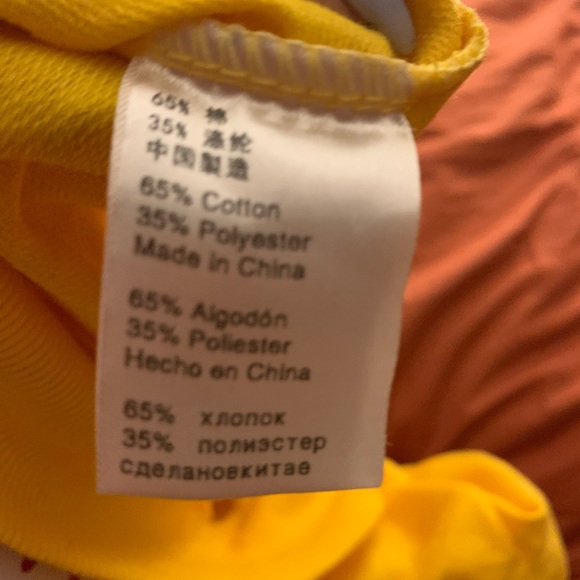 65% 棉
35% 涤纶
中国製造
65% Cotton
35% Polyester
Made in China
65% Algodón
35% Poliester
Hecho en China
65% хлопок
35% полиэстер
сделановкитае